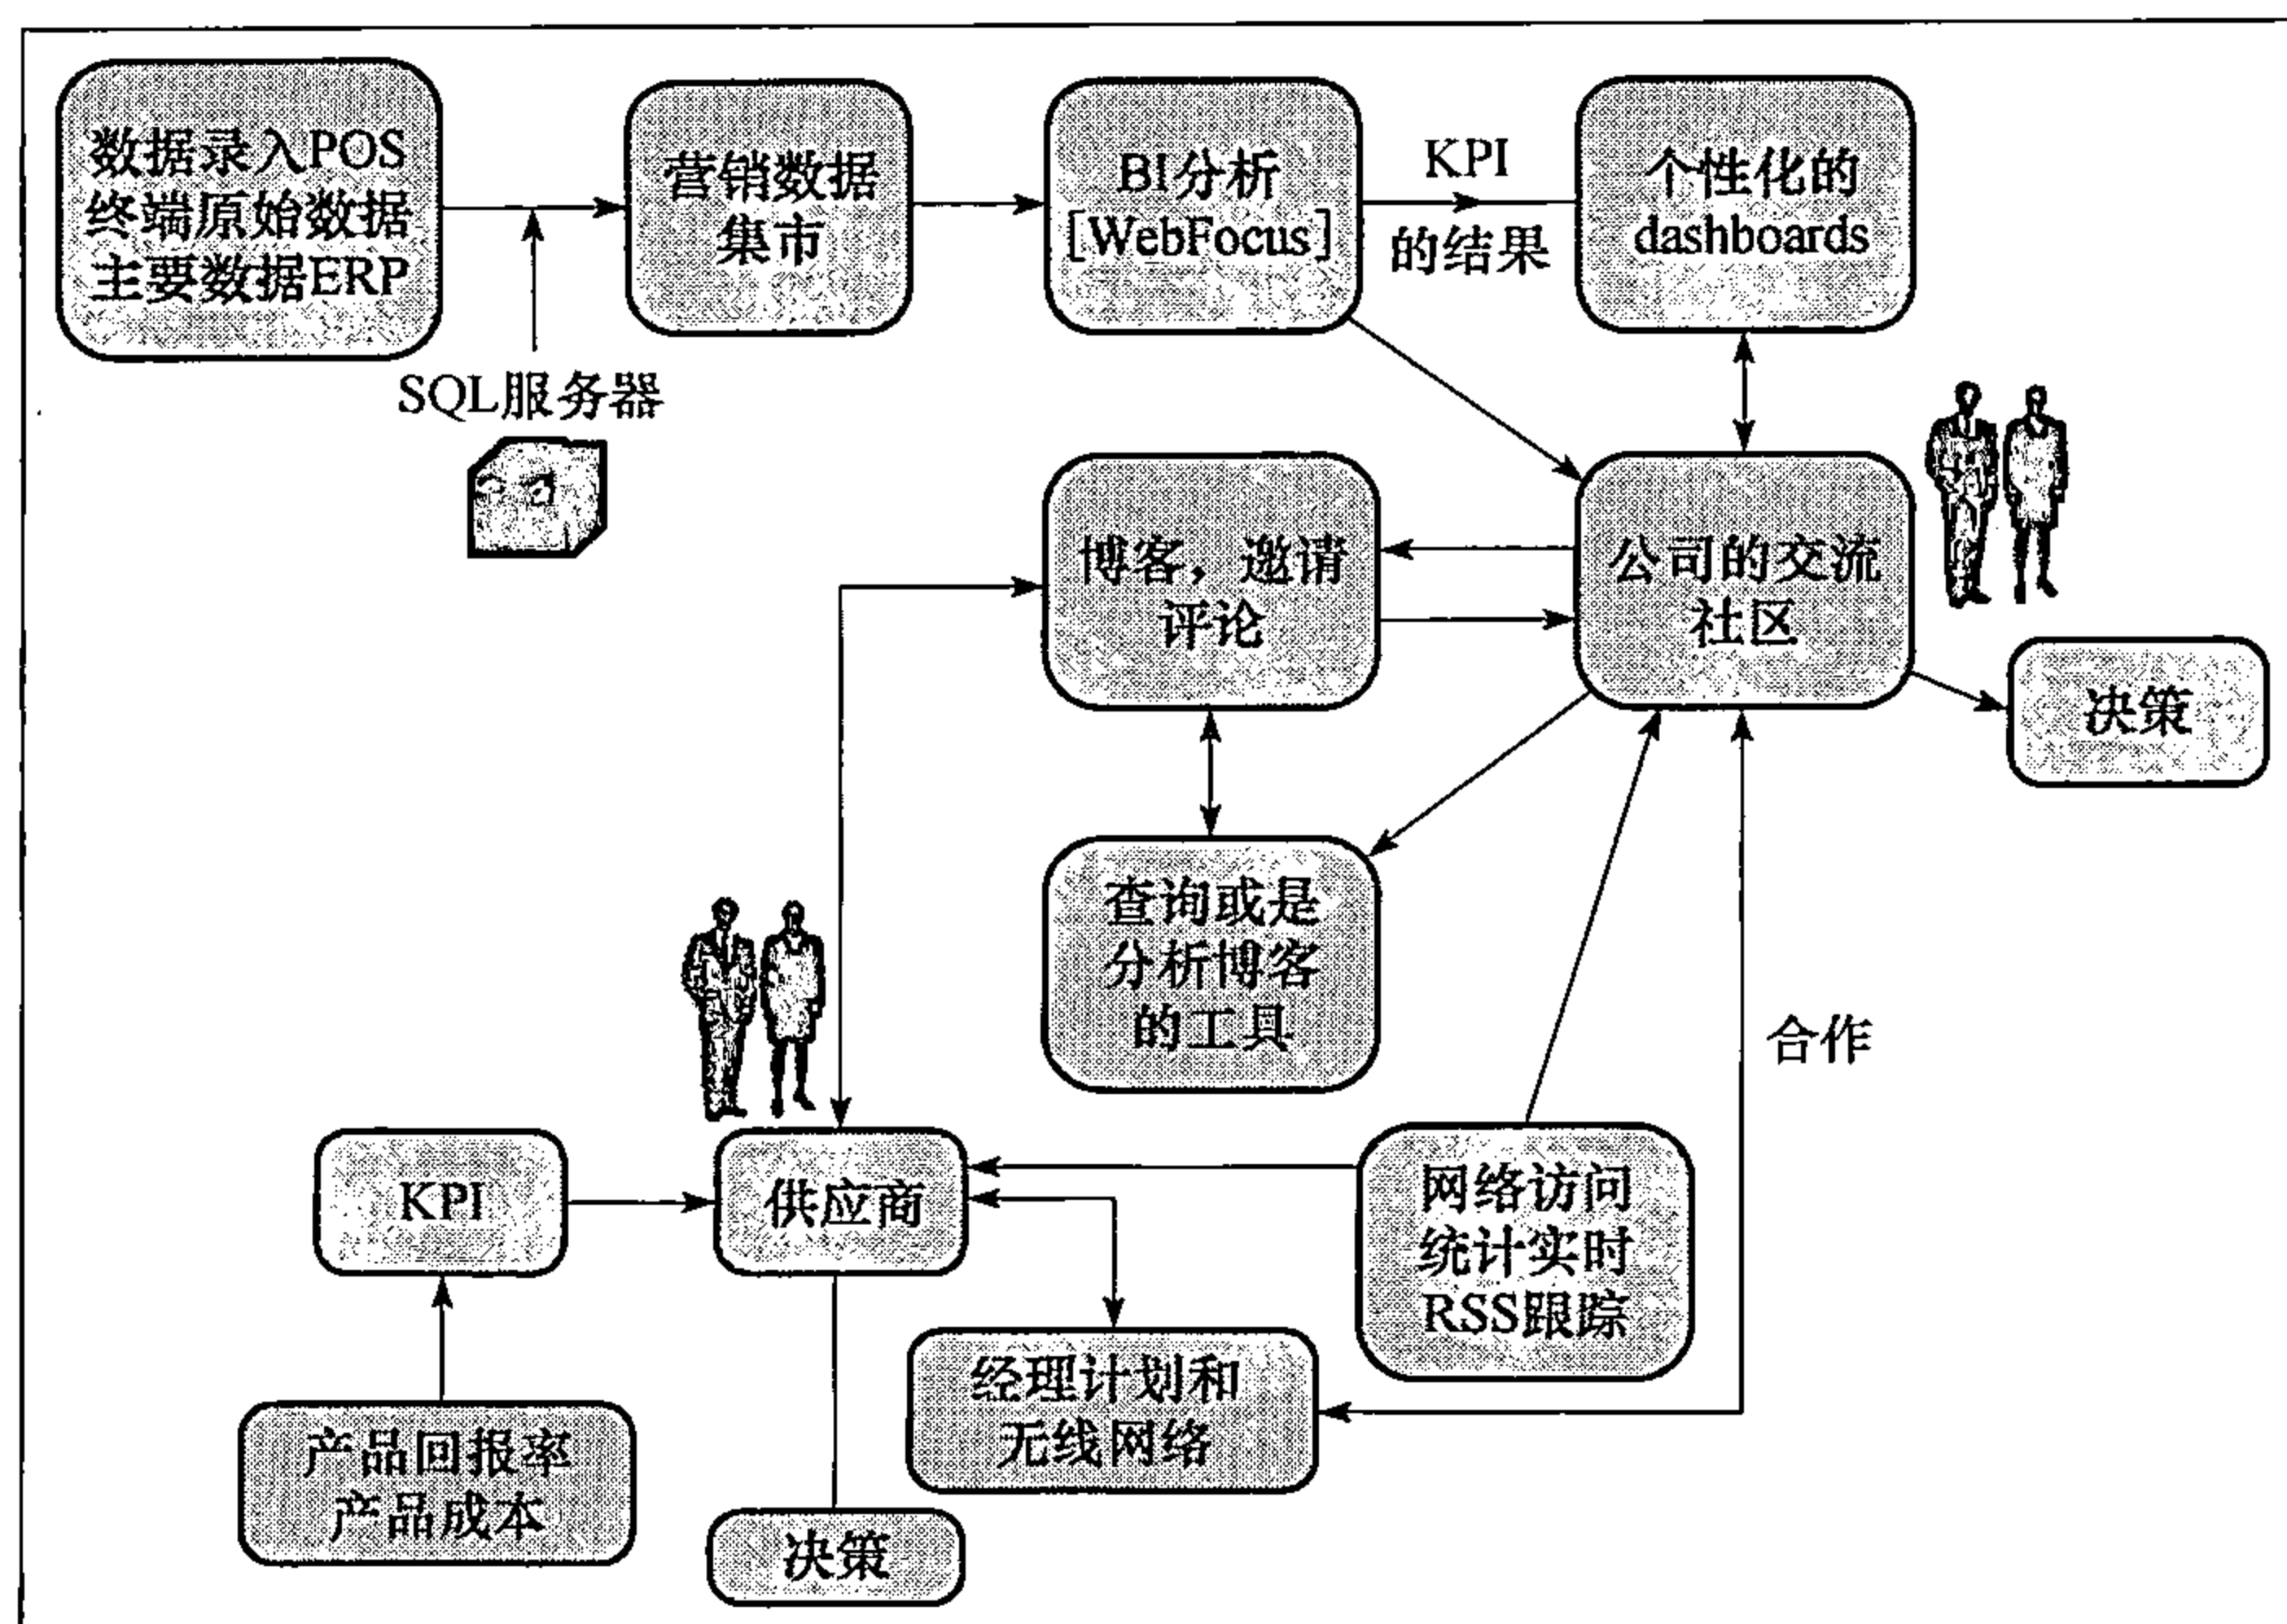 数据录入POS
终端原始数据
主要数据ERP
营销数据
集市
BI分析
[WebFocus]
KPI
的结果
个性化的
dashboards
SQL服务器
博客，邀请
评论
公司的交流
社区
决策
查询或是
分析博客
的工具
合作
KPI
供应商
网络访问
统计实时
RSS跟踪
经理计划和
无线网络
产品回报率
产品成本
决策